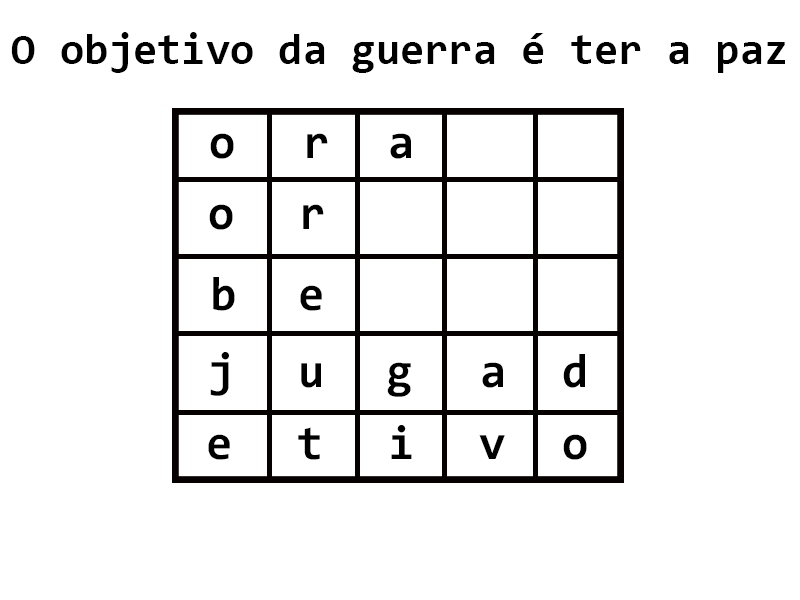 O objetivo da guerra é ter a paz
o r a
o r
b e
j u g a d
e t i v o